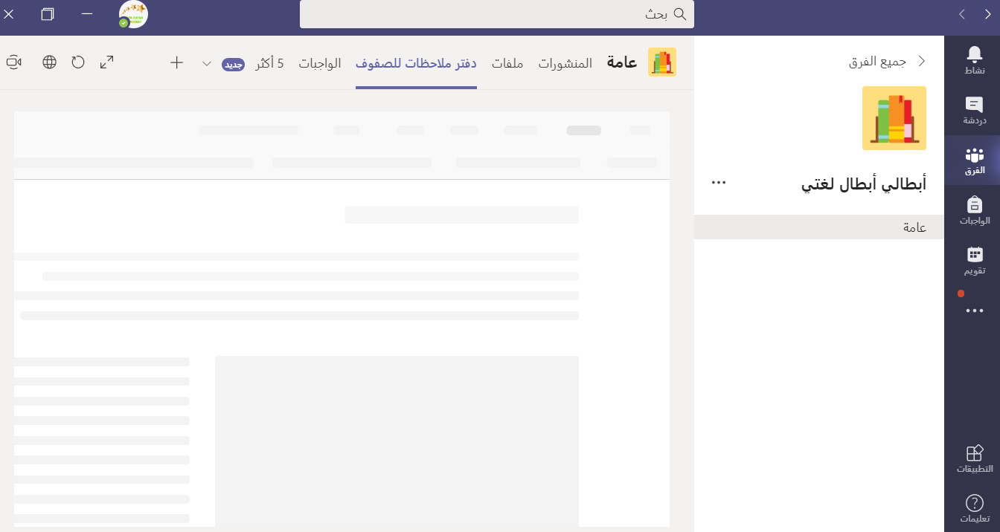 بحث
نشاط
دردشة
الفرق
الواجبات
تقويم
التطبيقات
تعليمات
جميع الفرق
أبطالي أبطال لغتي
عامة
عامة المنشورات ملفات دفتر ملاحظات للصفوف الواجبات 5 أكثر جديد